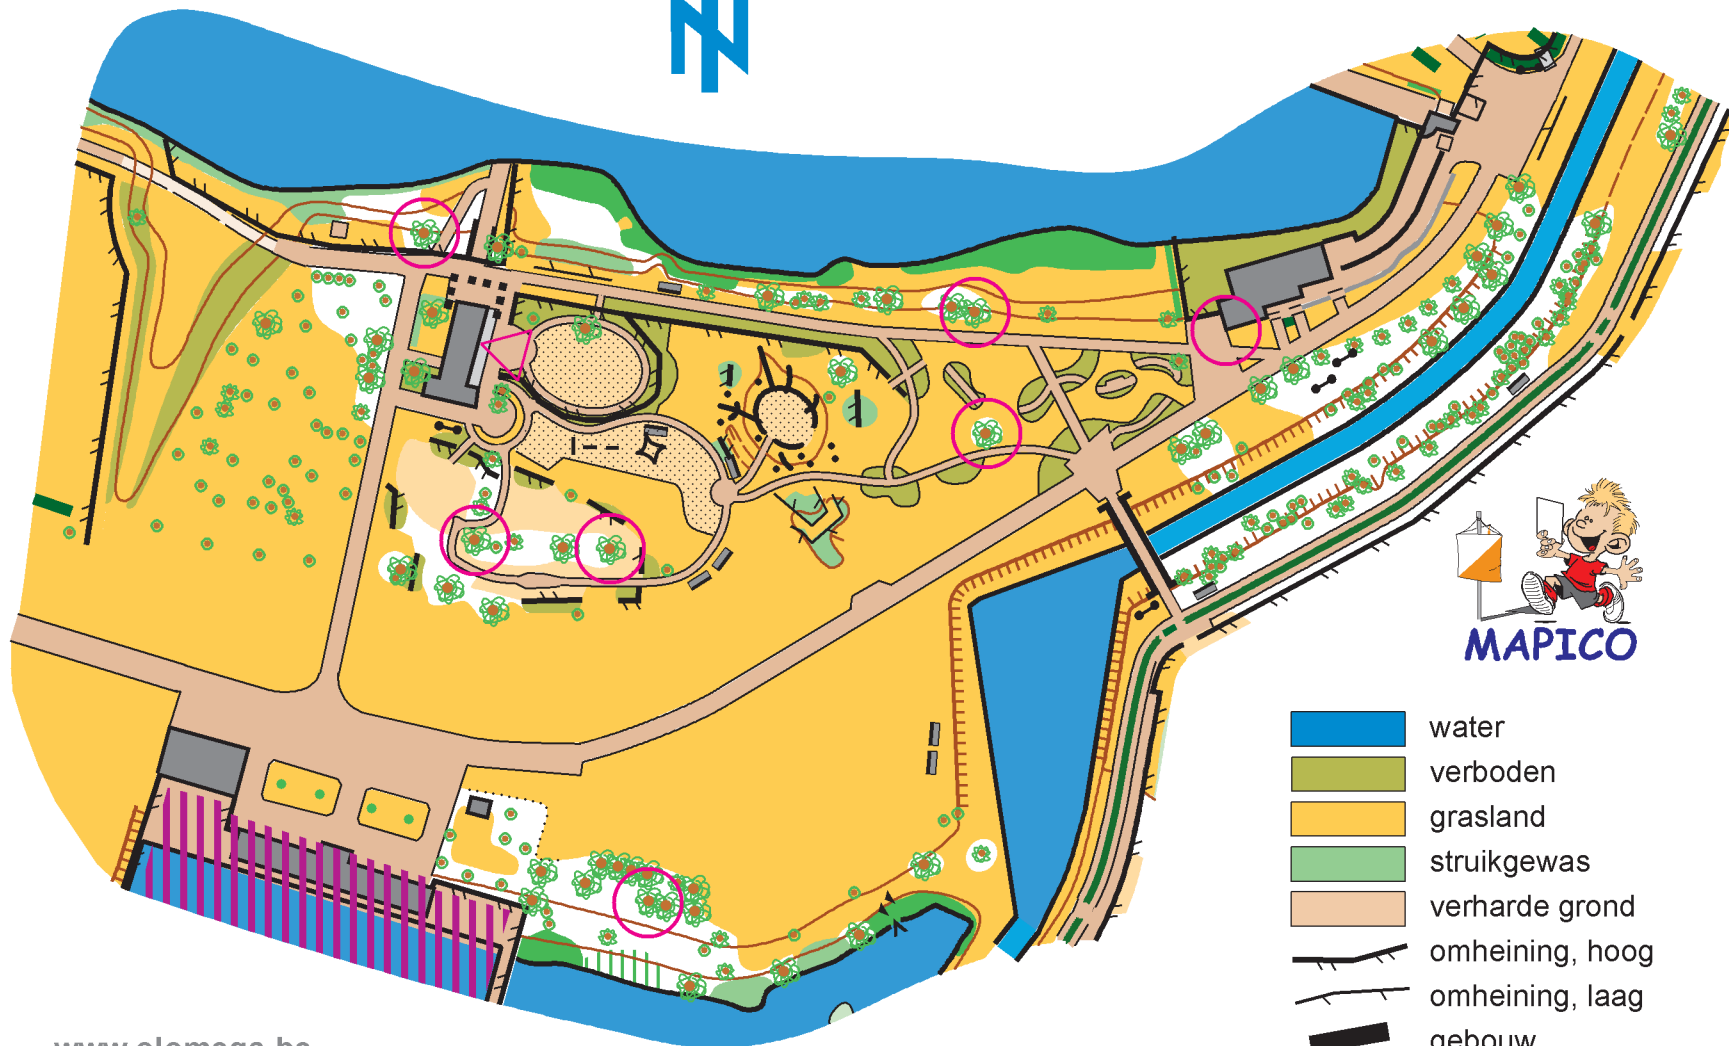 N
MAPICO
water
verboden
grasland
struikgewas
verharde grond
omheining, hoog
omheining, laag
gebouw